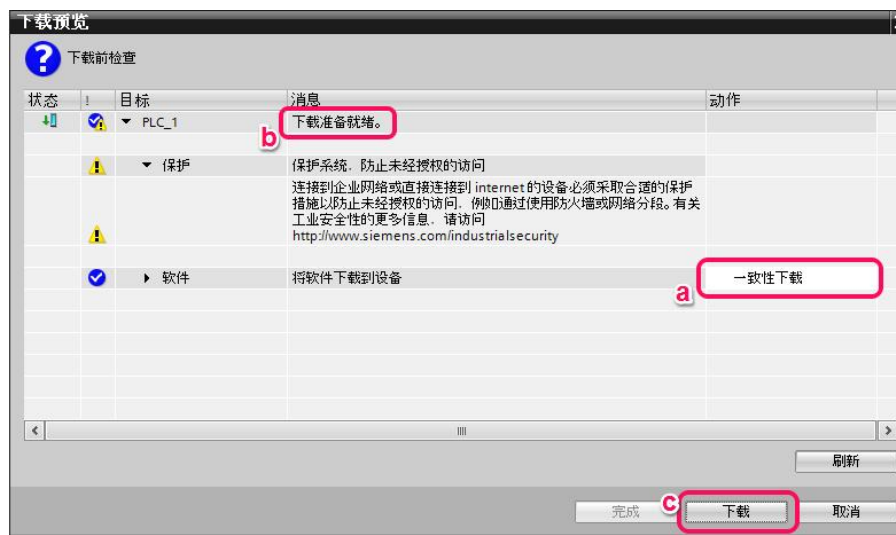 下载预览
? 下载前检查
状态 ! 目标 消息 动作
PLC_1 下载准备就绪。
b
保护 保护系统，防止未经授权的访问
连接到企业网络或直接连接到 internet 的设备必须采取合适的保护
措施以防止未经授权的访问，例如通过使用防火墙或网络分段。有关
工业安全性的更多信息，请访问
http://www.siemens.com/industrialsecurity
软件 将软件下载到设备 一致性下载
a
刷新
完成 c 下载 取消